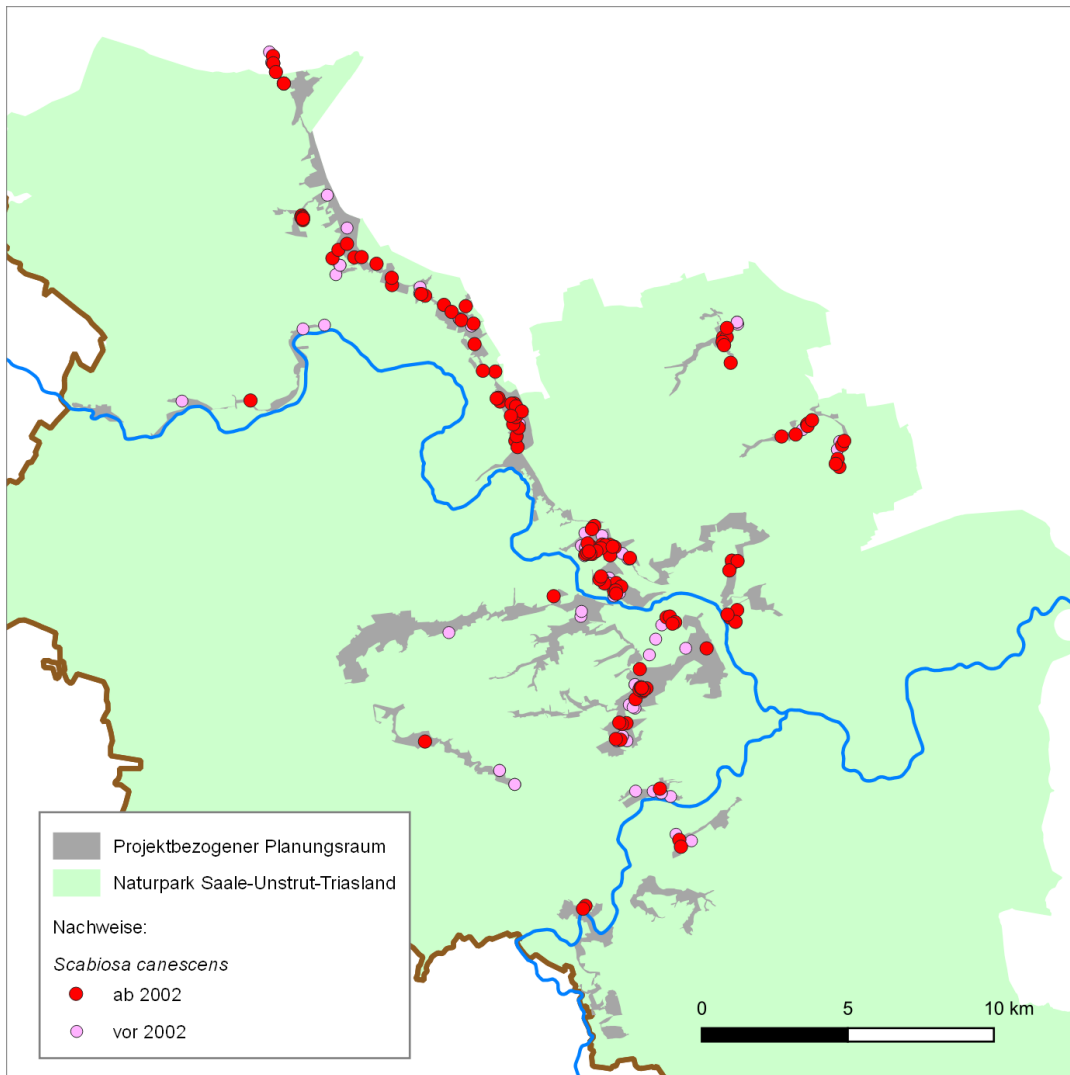 Projektbezogener Planungsraum
Naturpark Saale-Unstrut-Triasland
Nachweise:
Scabiosa canescens
ab 2002
vor 2002
0 5 10 km